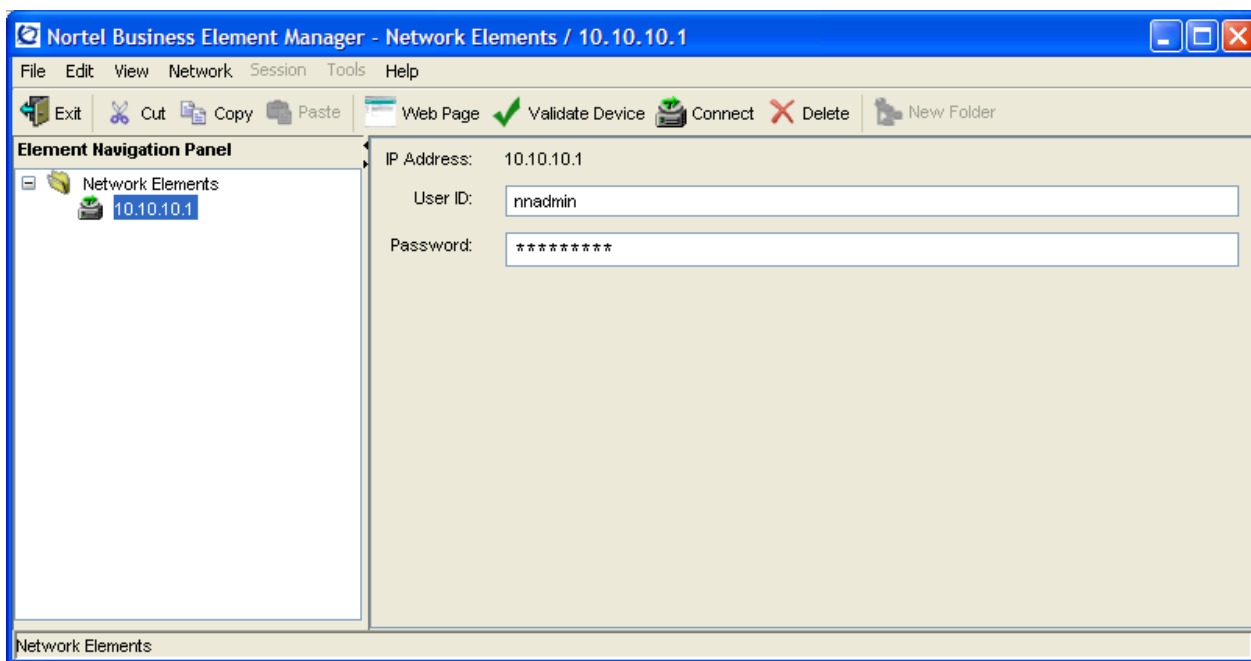 Nortel Business Element Manager - Network Elements / 10.10.10.1
File Edit View Network Session Tools Help
Exit Cut Copy Paste Web Page Validate Device Connect Delete New Folder
Element Navigation Panel
Network Elements
10.10.10.1
IP Address: 10.10.10.1
User ID: nnadmin
Password: *********
Network Elements